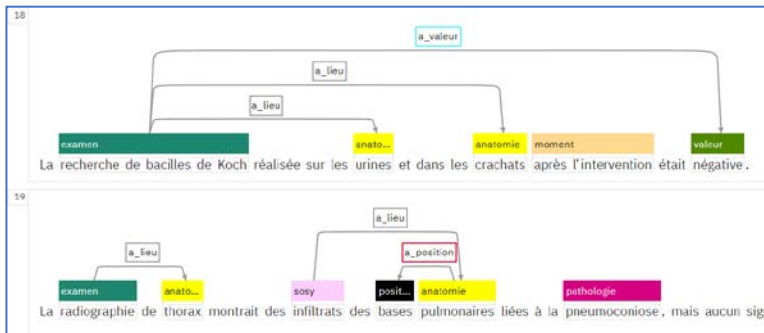 18
a_valeur
a_lieu
a_lieu
examen anato... anatomie moment valeur
La recherche de bacilles de Koch réalisée sur les urines et dans les crachats après l'intervention était négative.
19
a_lieu
a_lieu a_position
examen anato... sosy posit... anatomie pathologie
La radiographie de thorax montrait des infiltrats des bases pulmonaires liées à la pneumoconiose, mais aucun sig